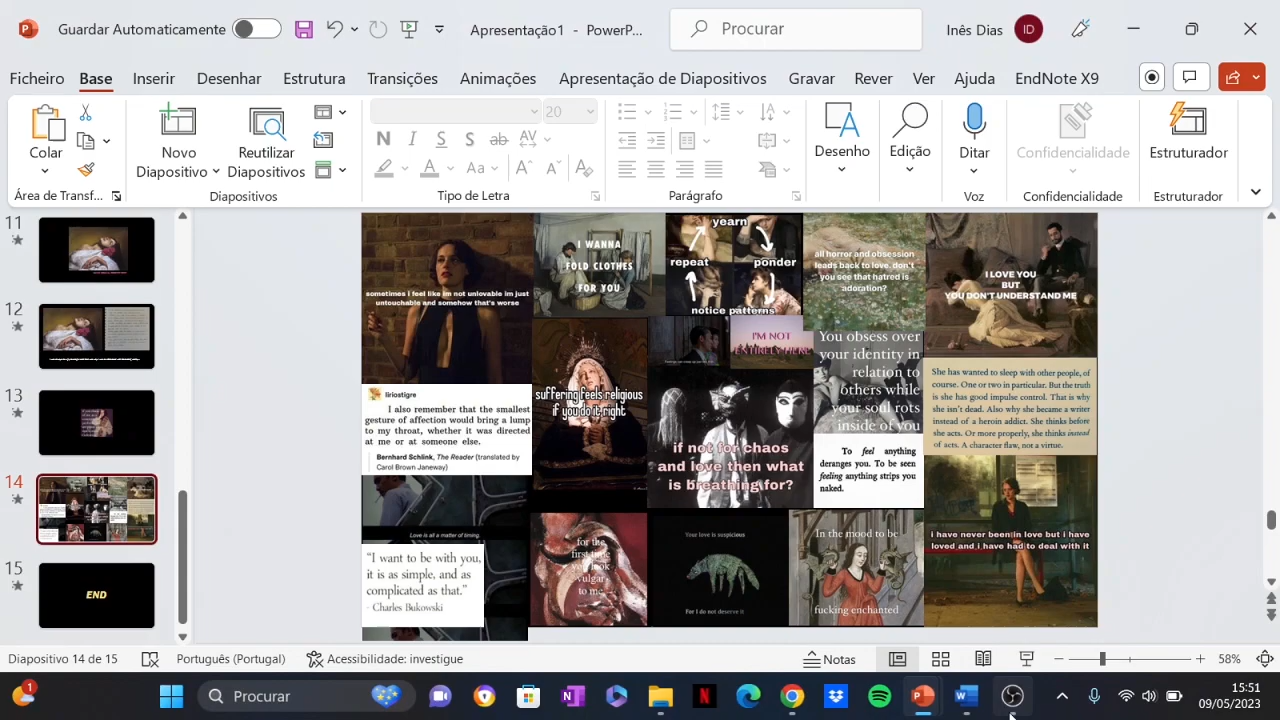 Guardar Automaticamente
Apresentação1 - PowerP...
Procurar
Inês Dias
ID
Ficheiro
Base
Inserir
Desenhar
Estrutura
Transições
Animações
Apresentação de Diapositivos
Gravar
Rever
Ver
Ajuda
EndNote X9
Colar
Novo
Diapositivo
Reutilizar
Diapositivos
20
N
I
S
S
ab
AV
A
Aa
A
A
A
Desenho
Edição
Ditar
Confidencialidade
Estruturador
Área de Transf...
Diapositivos
Tipo de Letra
Parágrafo
Voz
Confidencialidade
Estruturador
11
12
13
14
15
END
sometimes i feel like im not unlovable im just
untouchable and somehow that's worse
I WANNA
FOLD CLOTHES
FOR YOU
yearn
repeat
ponder
notice patterns
all horror and obsession
leads back to love. don't
you see that hatred is
adoration?
I LOVE YOU
BUT
YOU DON'T UNDERSTAND ME
suffering feels religious
if you do it right
I'M NOT
ENTIRELY HERE
You obsess over
your identity in
relation to
others while
your soul rots
inside of you
She has wanted to sleep with other people, of
course. One or two in particular. But the truth
is she has good impulse control. That is why
she isn't dead. Also why she became a writer
instead of a heroin addict. She thinks before
she acts. Or more properly, she thinks instead
of acts. A character flaw, not a virtue.
liriostigre
I also remember that the smallest
gesture of affection would bring a lump
to my throat, whether it was directed
at me or at someone else.
Bernhard Schlink, The Reader (translated by
Carol Brown Janeway)
if not for chaos
and love then what
is breathing for?
To feel anything
deranges you. To be seen
feeling anything strips you
naked.
Love is all a matter of timing.
"I want to be with you,
it is as simple, and as
complicated as that."
- Charles Bukowski
for the
first time
you look
vulgar
to me
Your love is suspicious
For I do not deserve it
In the mood to be
fucking enchanted
i have never been in love but i have
loved and i have had to deal with it
Diapositivo 14 de 15
Português (Portugal)
Acessibilidade: investigue
Notas
58%
1
Procurar
15:51
09/05/2023